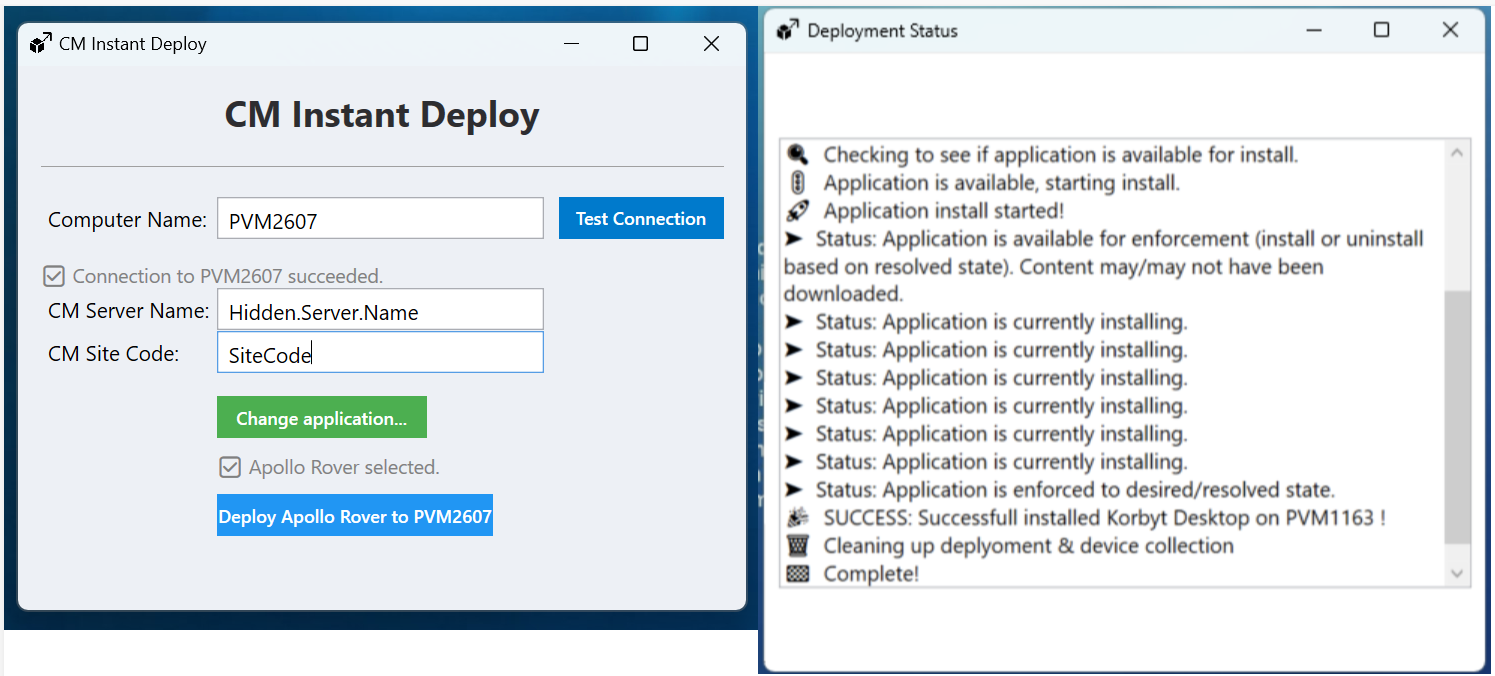 CM Instant Deploy
CM Instant Deploy
Computer Name:
PVM2607
Test Connection
Connection to PVM2607 succeeded.
CM Server Name:
Hidden.Server.Name
CM Site Code:
SiteCode
Change application...
Apollo Rover selected.
Deploy Apollo Rover to PVM2607
Deployment Status
Checking to see if application is available for install.
Application is available, starting install.
Application install started!
Status: Application is available for enforcement (install or uninstall
based on resolved state). Content may/may not have been
downloaded.
Status: Application is currently installing.
Status: Application is currently installing.
Status: Application is currently installing.
Status: Application is currently installing.
Status: Application is currently installing.
Status: Application is currently installing.
Status: Application is enforced to desired/resolved state.
SUCCESS: Successfull installed Korbyt Desktop on PVM1163 !
Cleaning up deplyoment & device collection
Complete!